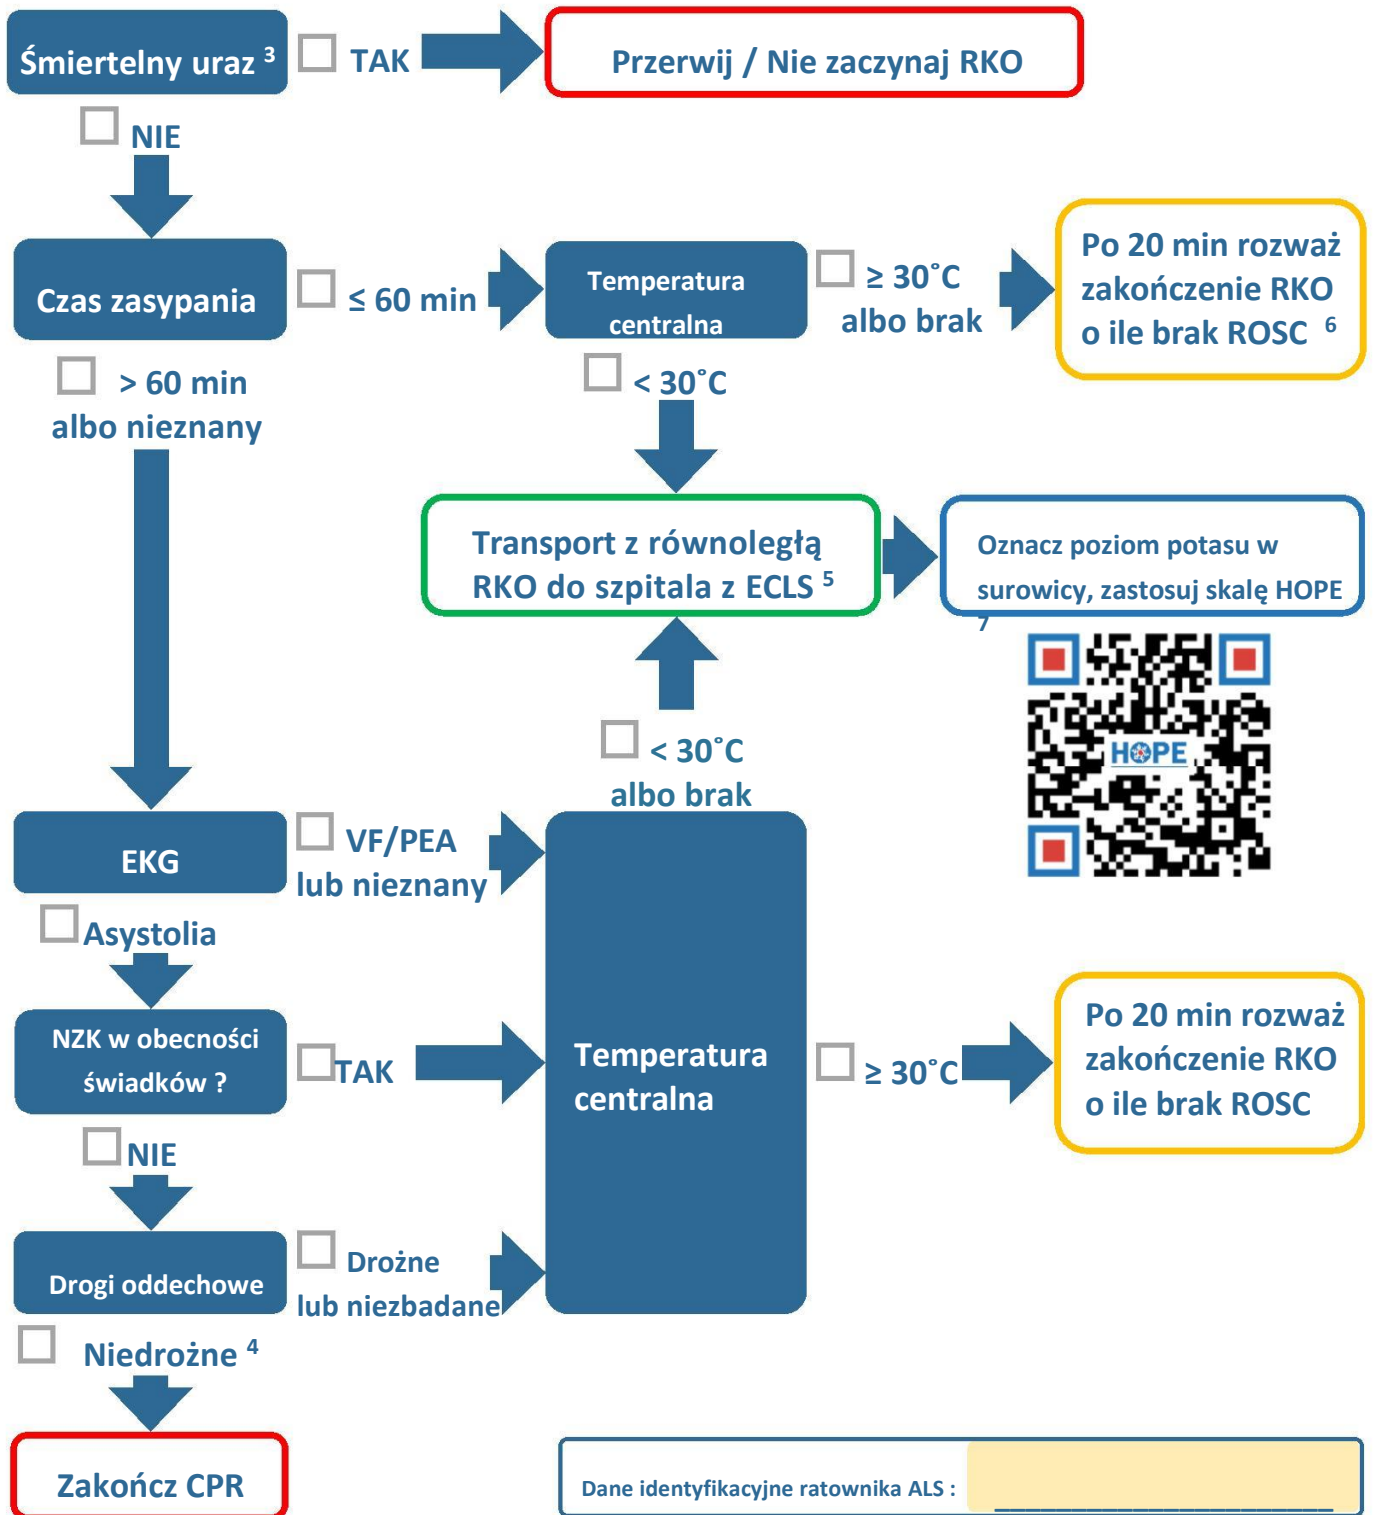 Śmiertelny uraz 3
TAK
Przerwij / Nie zaczynaj RKO
NIE
Czas zasypania
≤ 60 min
Temperatura
centralna
≥ 30˚C
albo brak
Po 20 min rozważ
zakończenie RKO
o ile brak ROSC 6
> 60 min
albo nieznany
< 30˚C
Transport z równoległą
RKO do szpitala z ECLS 5
Oznacz poziom potasu w
surowicy, zastosuj skalę HOPE
7
HOPE
< 30˚C
albo brak
EKG
VF/PEA
lub nieznany
Asystolia
NZK w obecności
świadków ?
TAK
Temperatura
centralna
≥ 30˚C
Po 20 min rozważ
zakończenie RKO
o ile brak ROSC
NIE
Drogi oddechowe
Drożne
lub niezbadane
Niedrożne 4
Zakończ CPR
Dane identyfikacyjne ratownika ALS :